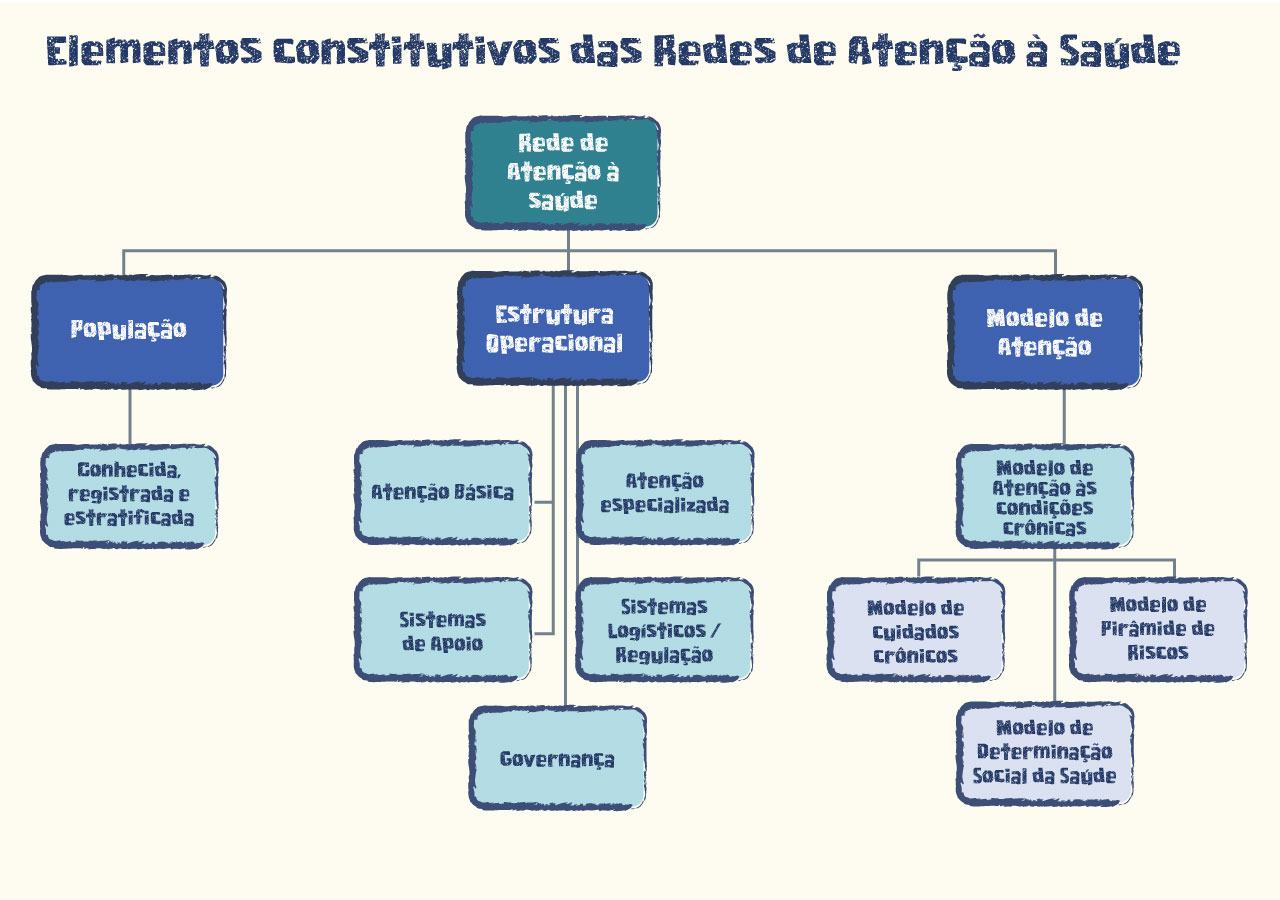 Elementos constitutivos das Redes de Atenção à Saúde
Rede de
Atenção à
Saúde
População
Estrutura
Operacional
Modelo de
Atenção
Conhecida,
registrada e
estratificada
Atenção Básica
Atenção
especializada
Modelo de
Atenção às
condições
crônicas
Sistemas
de Apoio
Sistemas
Logísticos /
Regulação
Modelo de
cuidados
crônicos
Modelo de
Pirâmide de
Riscos
Governança
Modelo de
Determinação
Social da Saúde